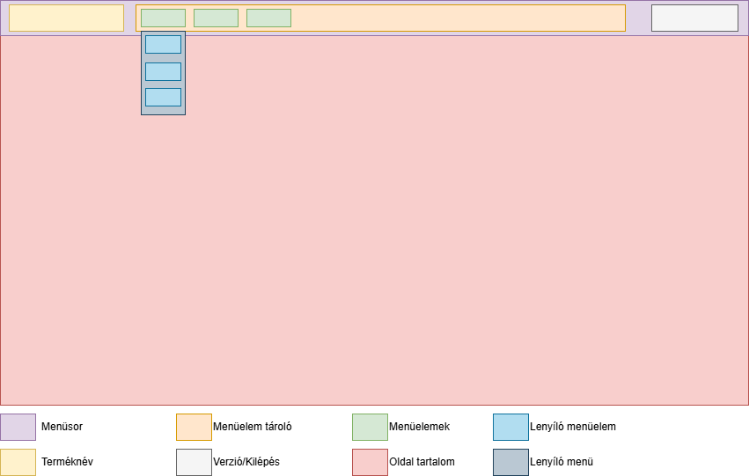 Menüsor
Menüelem tároló
Menüelemek
Lenyíló menüelem
Terméknév
Verzió/Kilépés
Oldal tartalom
Lenyíló menü